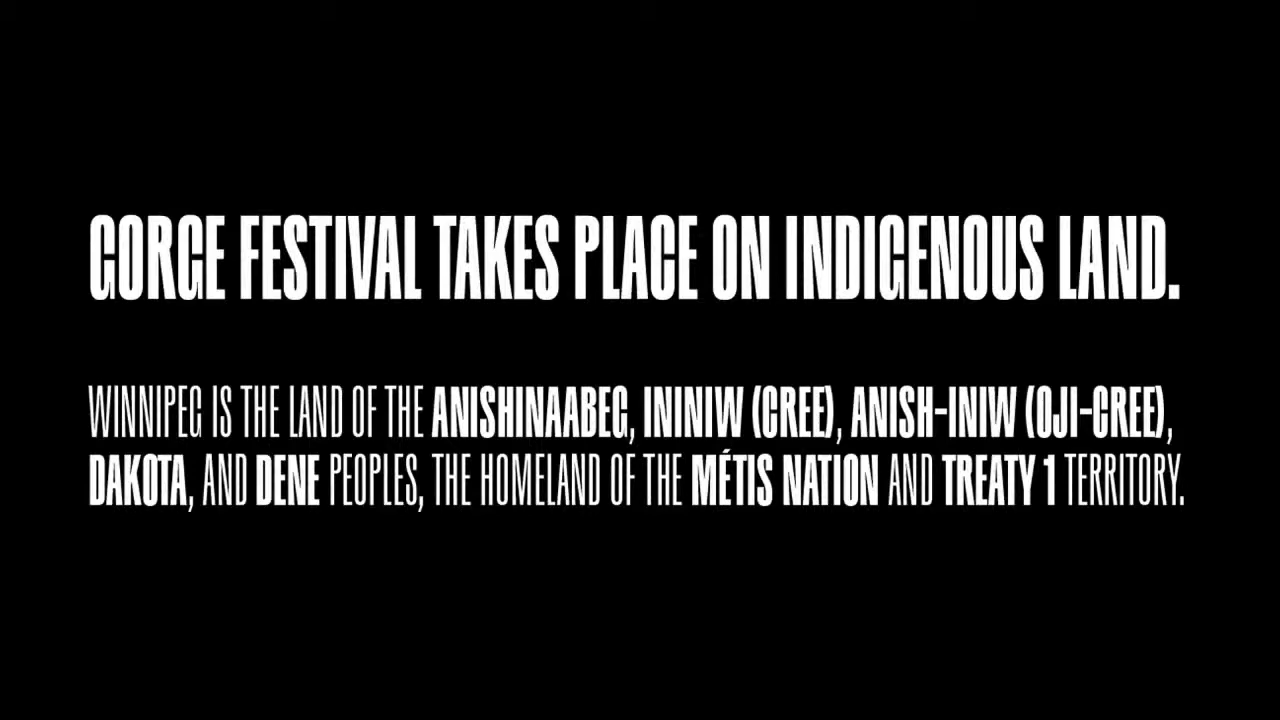 GORGE FESTIVAL TAKES PLACE ON INDIGENOUS LAND.
WINNIPEG IS THE LAND OF THE ANISHINAABEG, ININIW (CREE), ANISH-INIW (OJI-CREE),
DAKOTA, AND DENE PEOPLES, THE HOMELAND OF THE MÉTIS NATION AND TREATY 1 TERRITORY.